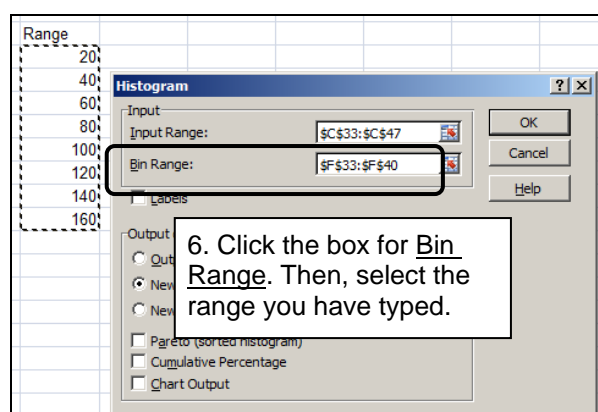 Range
20
40
60
80
100
120
140
160
Histogram
Input
Input Range:
$C$33:$C$47
Bin Range:
$F$33:$F$40
Labels
OK
Cancel
Help
Output
New
New
Pareto (sorted histogram)
Cumulative Percentage
Chart Output
6. Click the box for Bin
Range. Then, select the
range you have typed.